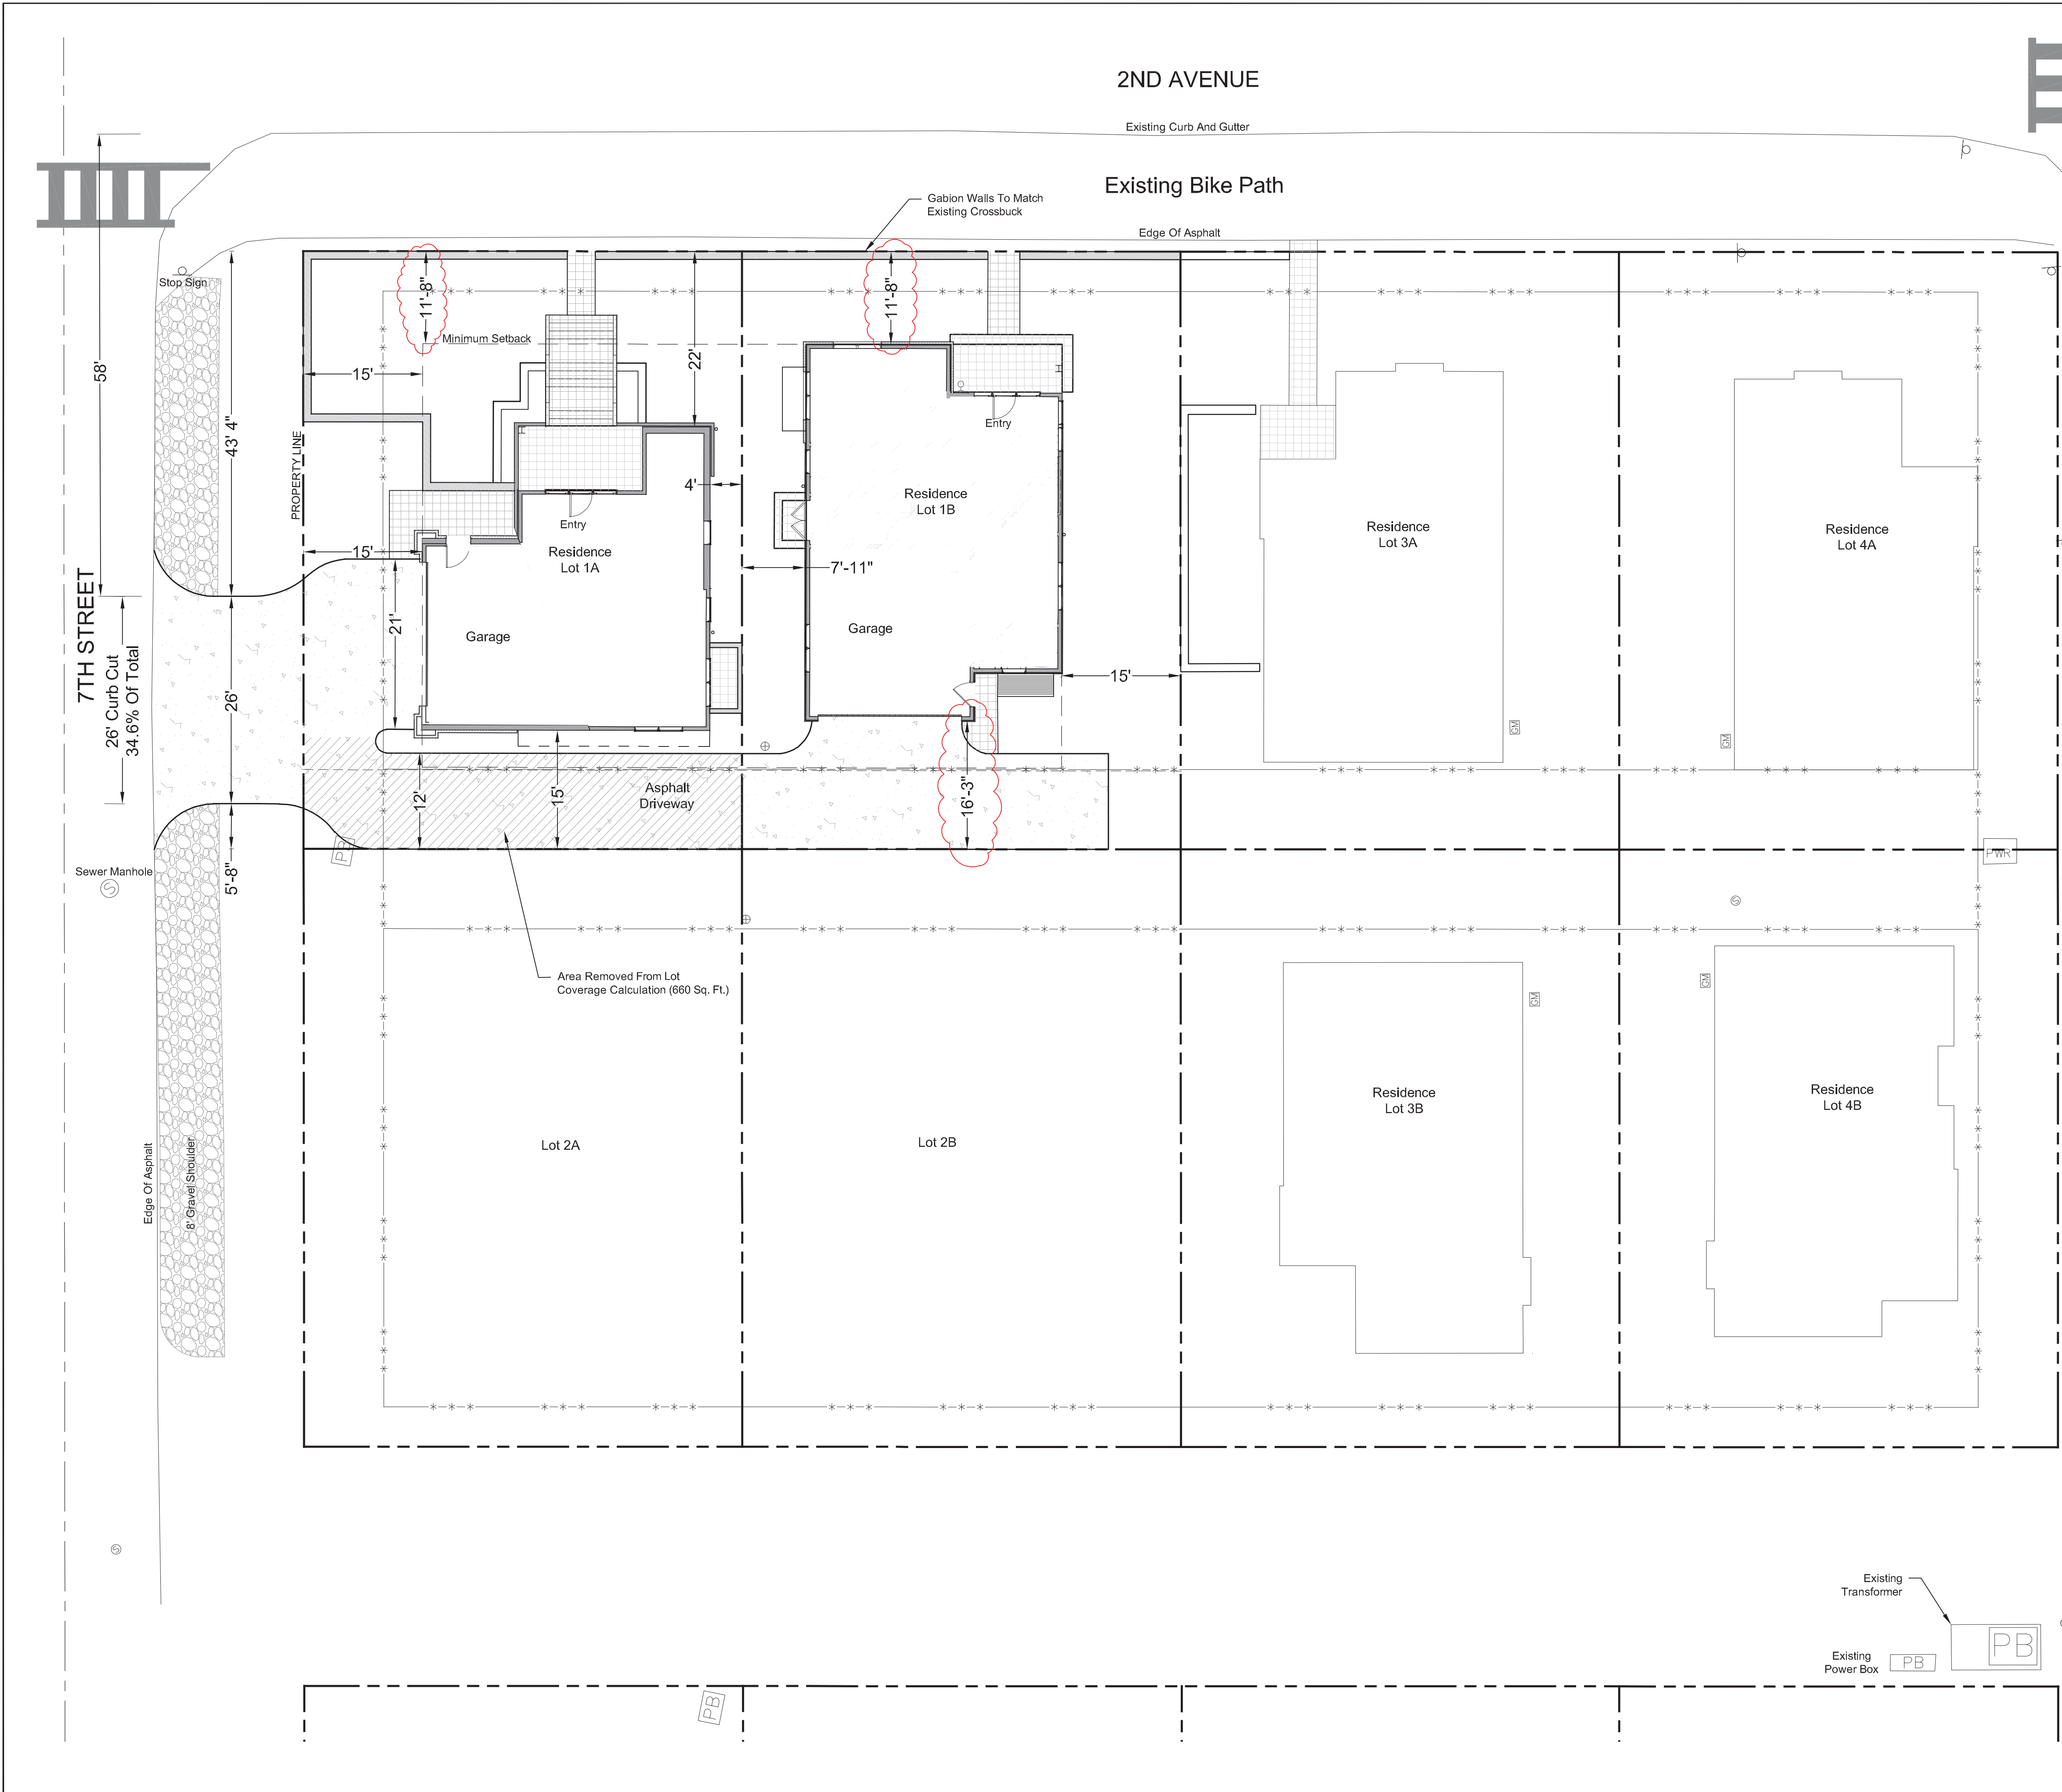 2ND AVENUE
Existing Curb And Gutter
Existing Bike Path
Gabion Walls To Match
Existing Crossbuck
Edge Of Asphalt
Stop Sign
11'-8"
11'-8"
Minimum Setback
58'
43' 4"
15'
22'
PROPERTY LINE
4'
Entry
Entry
Residence
Lot 1B
Residence
Lot 1A
15'
7'-11"
Residence
Lot 3A
Residence
Lot 4A
7TH STREET
26' Curb Cut
34.6% Of Total
26'
21'
Garage
Garage
15'
GM
GM
12'
15'
Asphalt
Driveway
16'-3"
PB
5'-8"
Sewer Manhole
S
PWR
S
Area Removed From Lot
Coverage Calculation (660 Sq. Ft.)
GM
GM
Residence
Lot 3B
Residence
Lot 4B
Lot 2A
Lot 2B
Edge Of Asphalt
8' Gravel Shoulder
S
Existing
Transformer
PB
Existing
Power Box
PB
PB